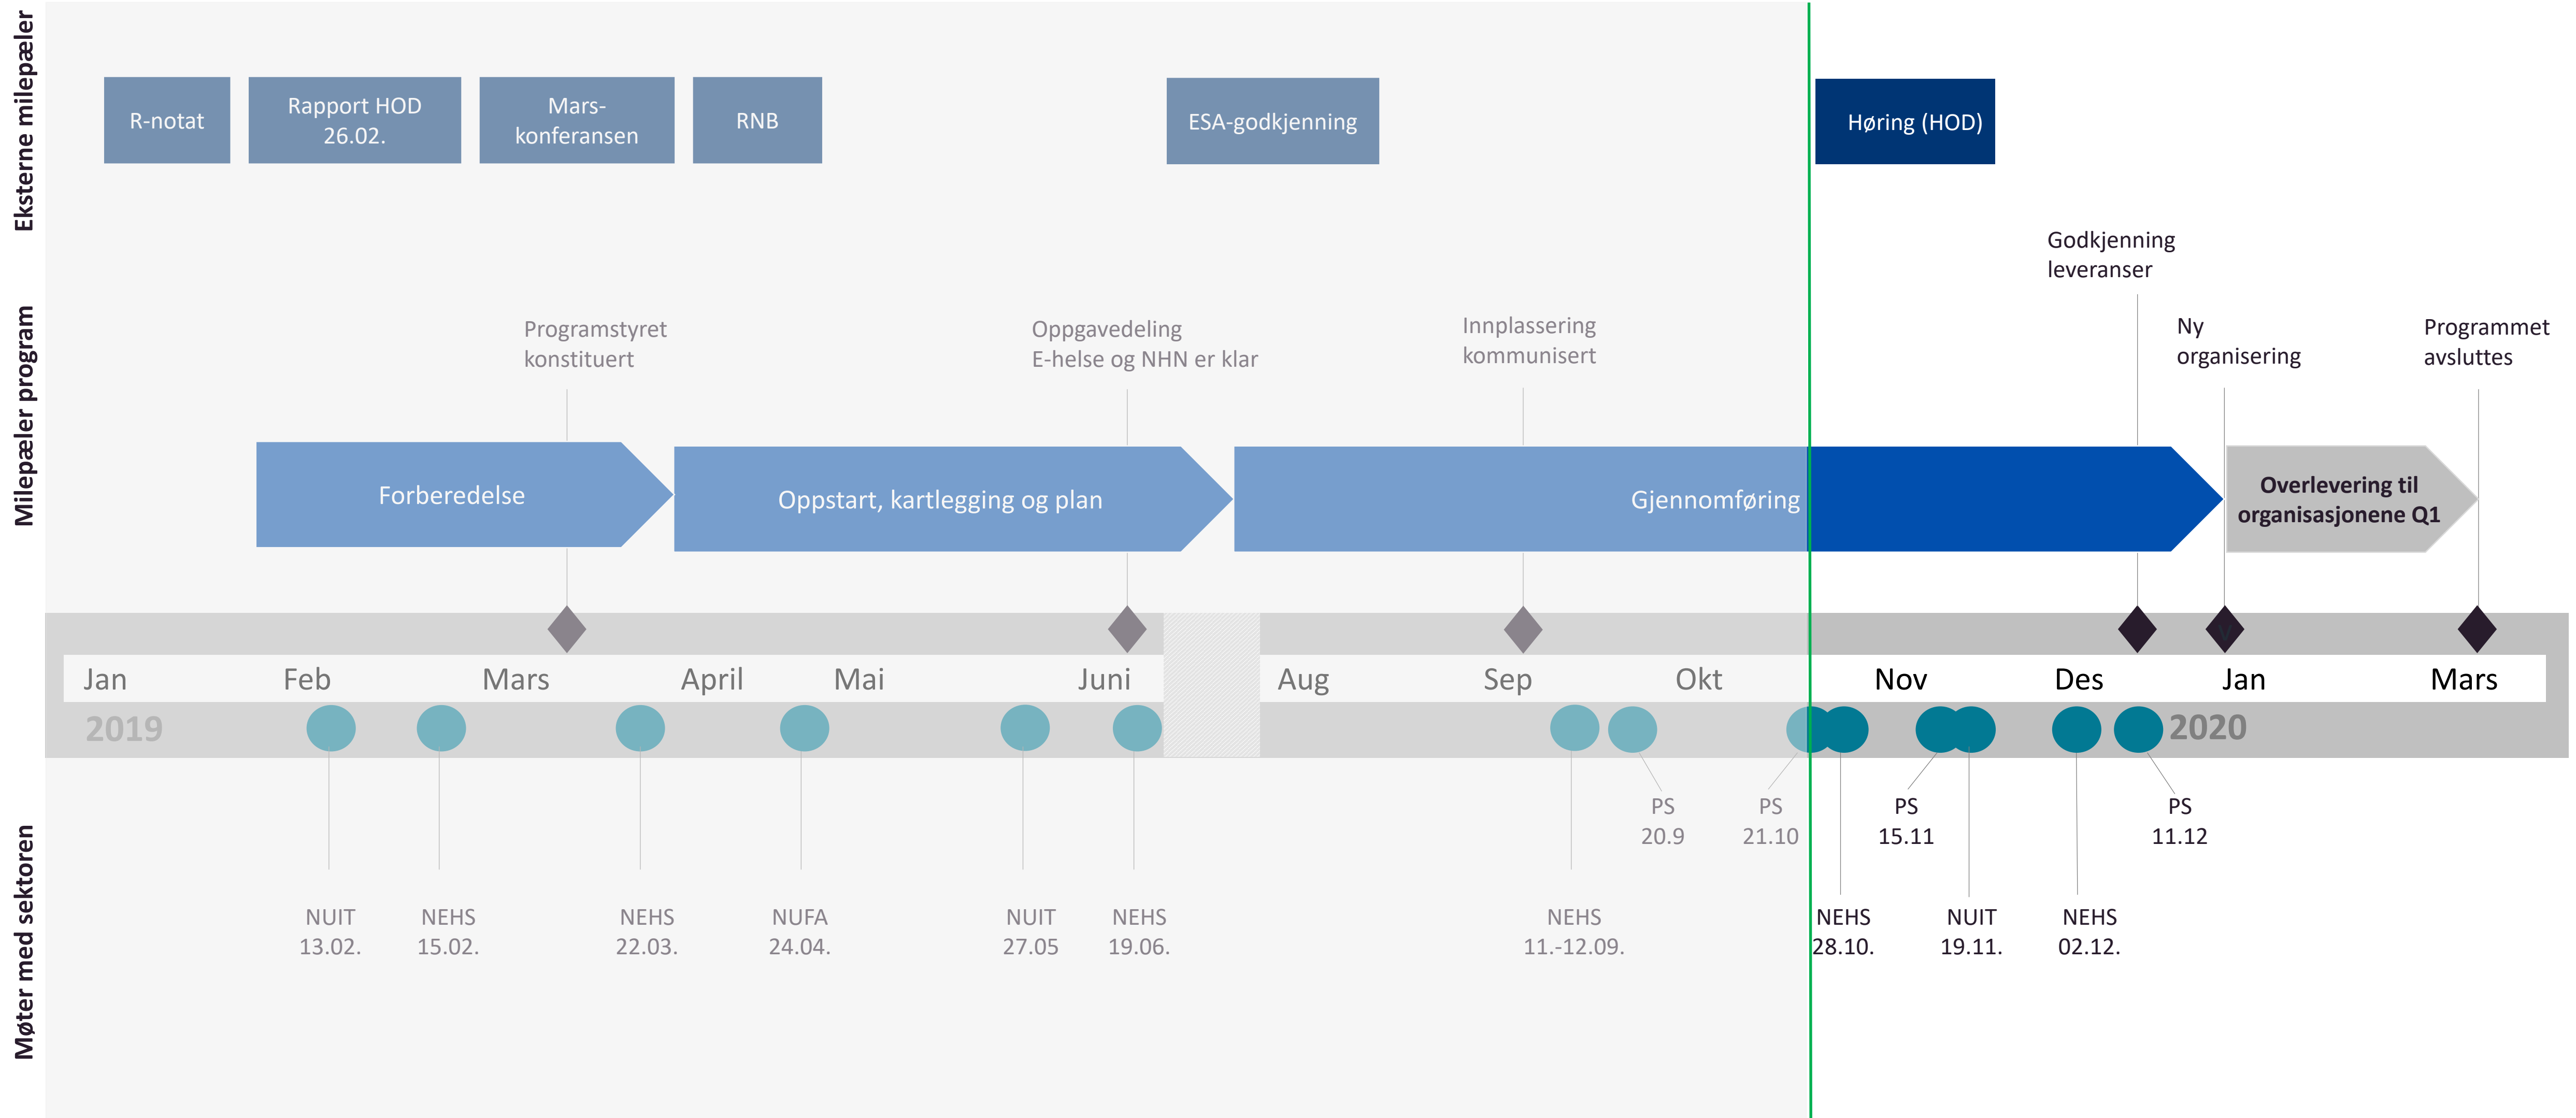 Eksterne milepæler
R-notat
Rapport HOD
26.02.
Mars-
konferansen
RNB
ESA-godkjenning
Høring (HOD)
Milepæler program
Programstyret
konstituert
Oppgavedeling
E-helse og NHN er klar
Innplassering
kommunisert
Godkjenning
leveranser
Ny
organisering
Programmet
avsluttes
Forberedelse
Oppstart, kartlegging og plan
Gjennomføring
Overlevering til
organisasjonene Q1
Jan
Feb
Mars
April
Mai
Juni
Aug
Sep
Okt
Nov
Des
Jan
Mars
2019
2020
Møter med sektoren
PS
20.9
PS
21.10
PS
15.11
PS
11.12
NUIT
13.02.
NEHS
15.02.
NEHS
22.03.
NUFA
24.04.
NUIT
27.05
NEHS
19.06.
NEHS
11.-12.09.
NEHS
28.10.
NUIT
19.11.
NEHS
02.12.